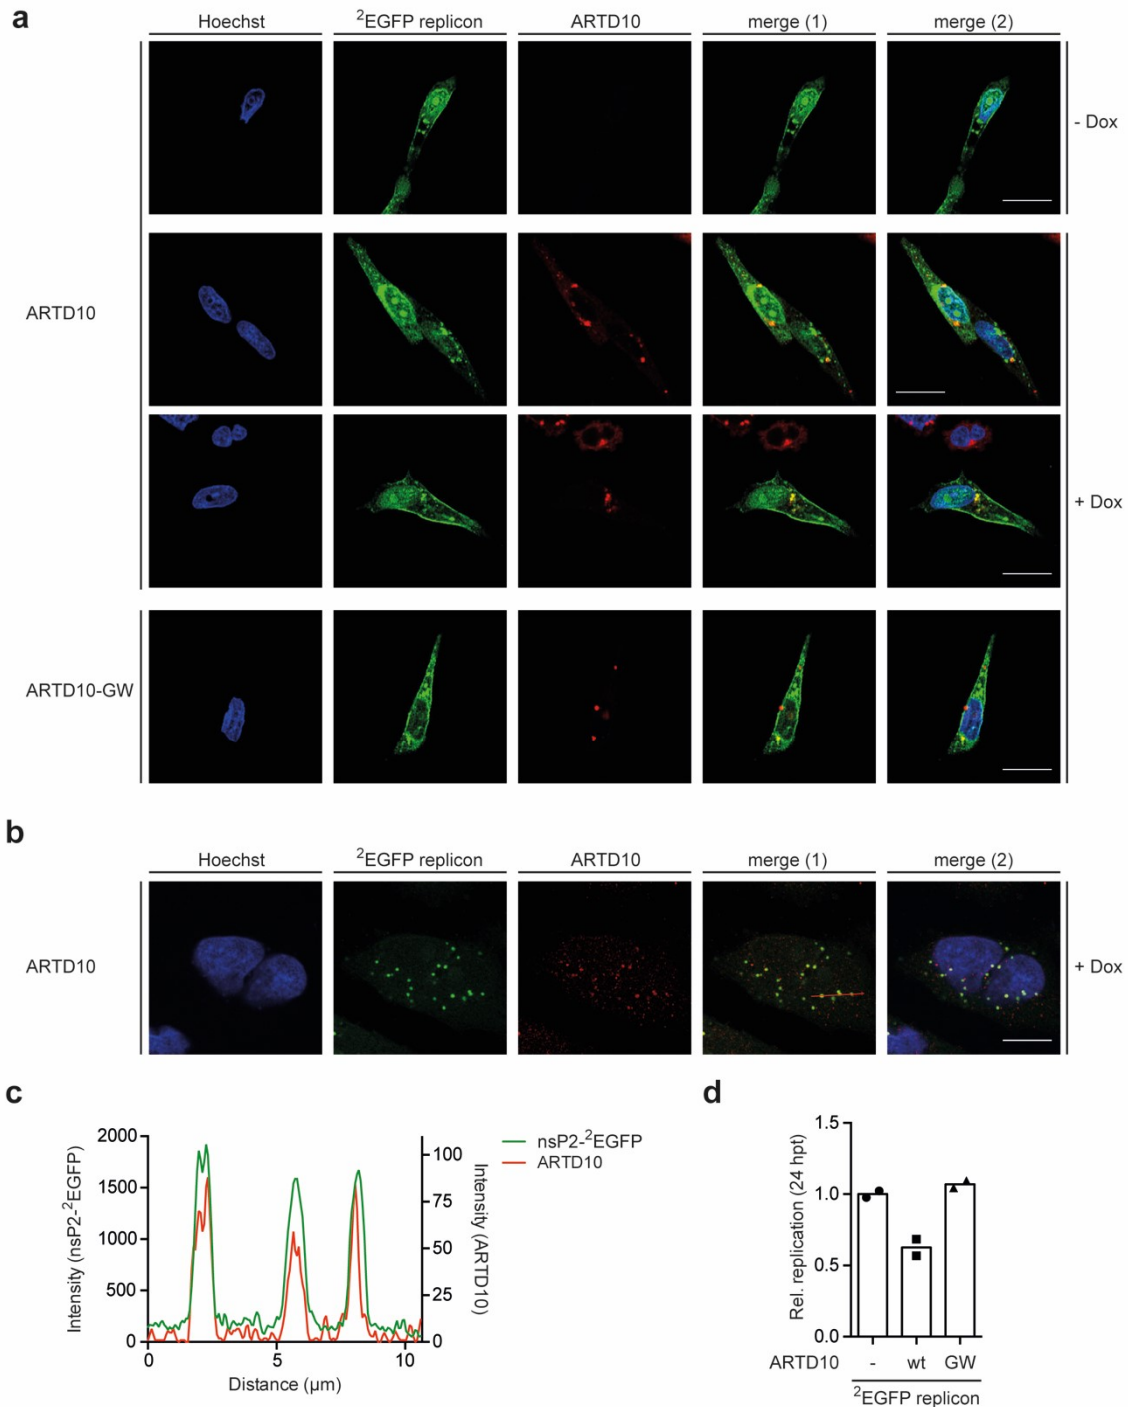 a
Hoechst ²EGFP replicon ARTD10 merge (1) merge (2)
- Dox
ARTD10
+ Dox
ARTD10-GW
b
Hoechst ²EGFP replicon ARTD10 merge (1) merge (2)
ARTD10
+ Dox
c
Intensity (nsP2-²EGFP)
2000
1500
1000
500
0
0 5 10
Distance (µm)
100
75
50
25
0
Intensity (ARTD10)
nsP2-²EGFP
ARTD10
d
Rel. replication (24 hpt)
1.5
1.0
0.5
0.0
ARTD10 - wt GW
²EGFP replicon